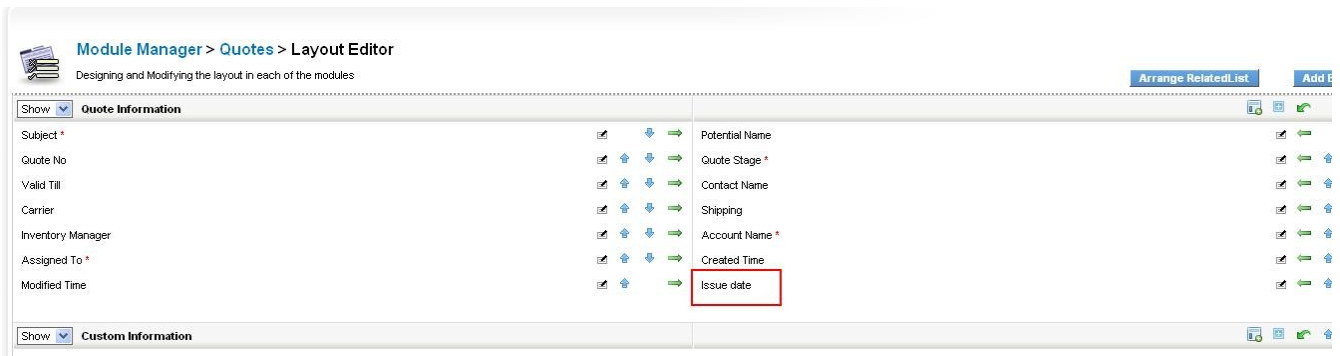 Module Manager > Quotes > Layout Editor
Designing and Modifying the layout in each of the modules
Arrange RelatedList Add
Show Quote Information
Subject * Potential Name
Quote No Quote Stage *
Valid Till Contact Name
Carrier Shipping
Inventory Manager Account Name *
Assigned To * Created Time
Modified Time Issue date
Show Custom Information